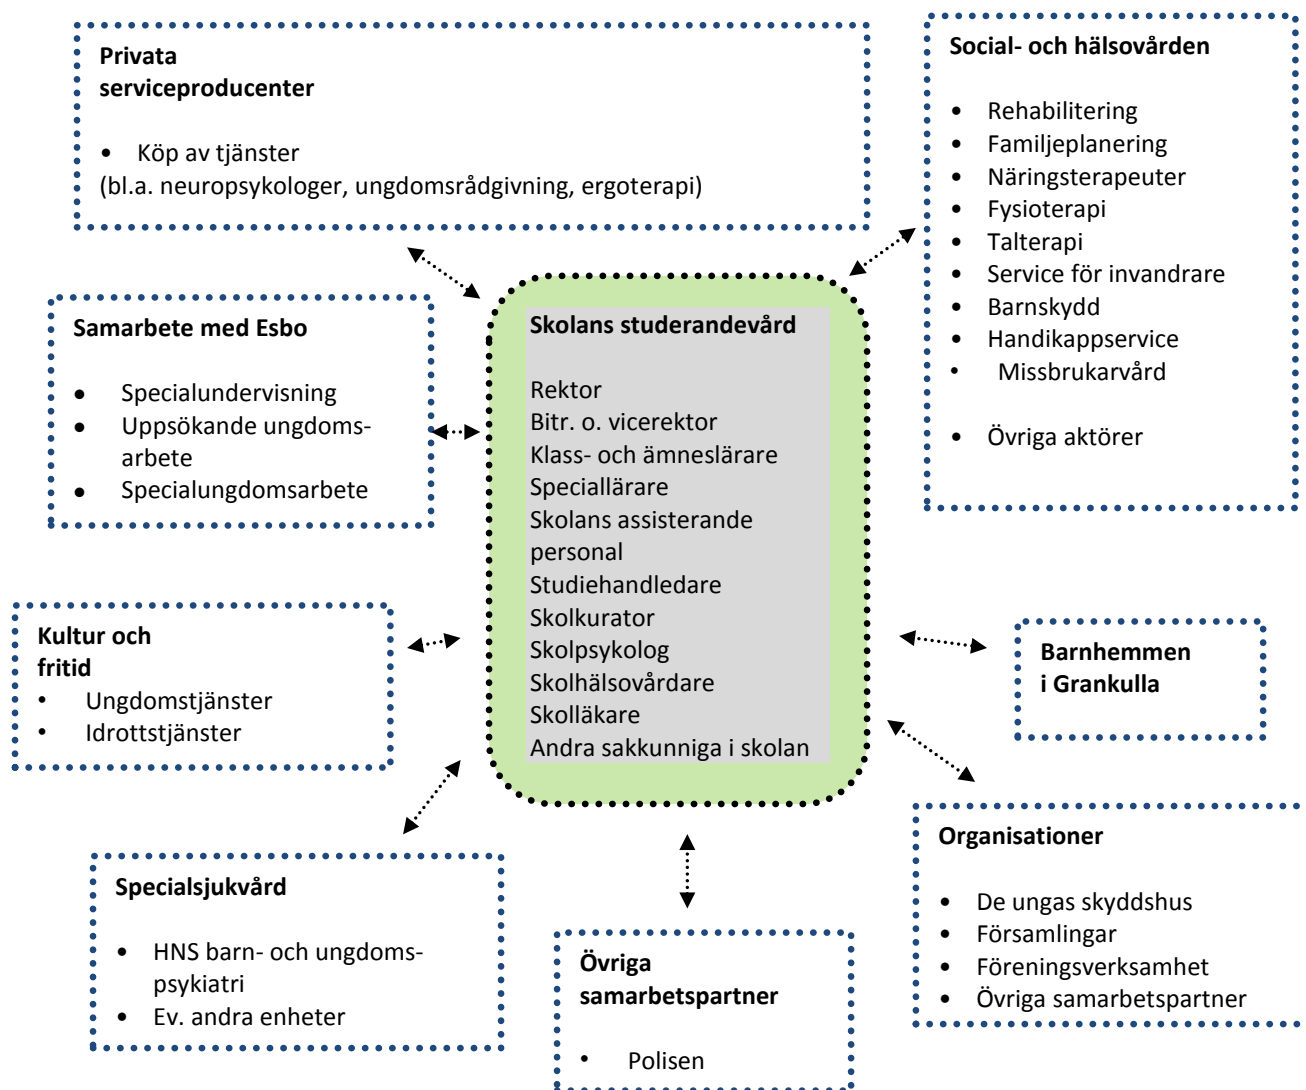 Privata
serviceproducenter
• Köp av tjänster
(bl.a. neuropsykologer, ungdomsrådgivning, ergoterapi)
Social- och hälsovården
• Rehabilitering
• Familjeplanering
• Näringsterapeuter
• Fysioterapi
• Talterapi
• Service för invandrare
• Barnskydd
• Handikappservice
• Missbrukarvård
• Övriga aktörer
Samarbete med Esbo
• Specialundervisning
• Uppsökande ungdoms-
arbete
• Specialungdomsarbete
Skolans studerandevård
Rektor
Bitr. o. vicerektor
Klass- och ämneslärare
Speciallärare
Skolans assisterande
personal
Studiehandledare
Skolkurator
Skolpsykolog
Skolhälsovårdare
Skolläkare
Andra sakkunniga i skolan
Kultur och
fritid
• Ungdomstjänster
• Idrottstjänster
Barnhemmen
i Grankulla
Specialsjukvård
• HNS barn- och ungdoms-
psykiatri
• Ev. andra enheter
Övriga
samarbetspartner
• Polisen
Organisationer
• De ungas skyddshus
• Församlingar
• Föreningsverksamhet
• Övriga samarbetspartner